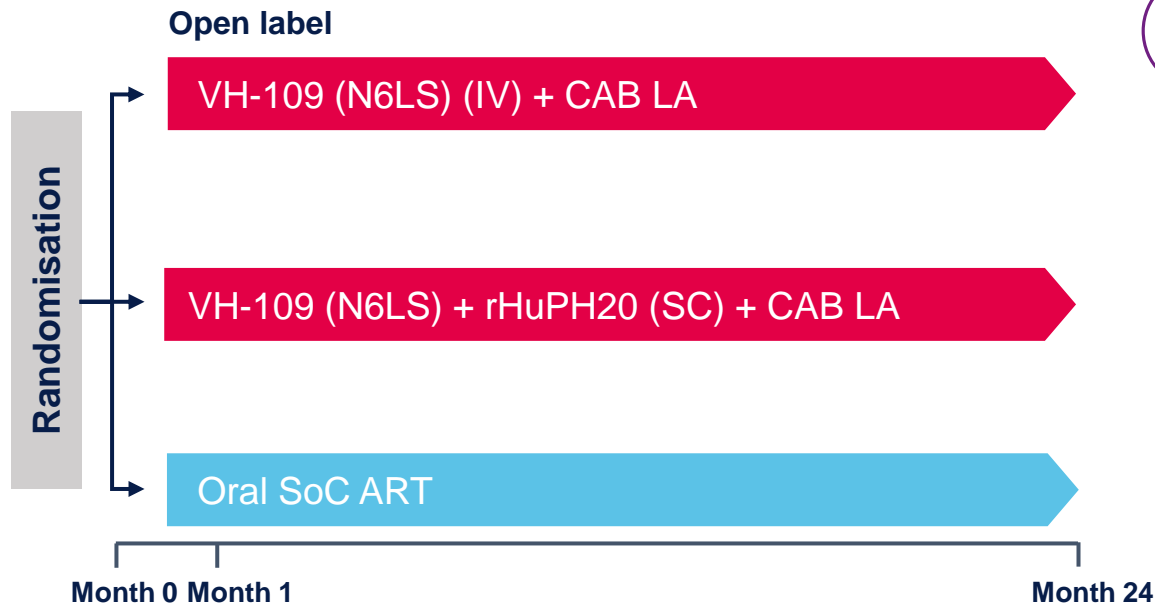 Open label
VH-109 (N6LS) (IV) + CAB LA
Randomisation
VH-109 (N6LS) + rHuPH20 (SC) + CAB LA
Oral SoC ART
Month 0 Month 1
Month 24